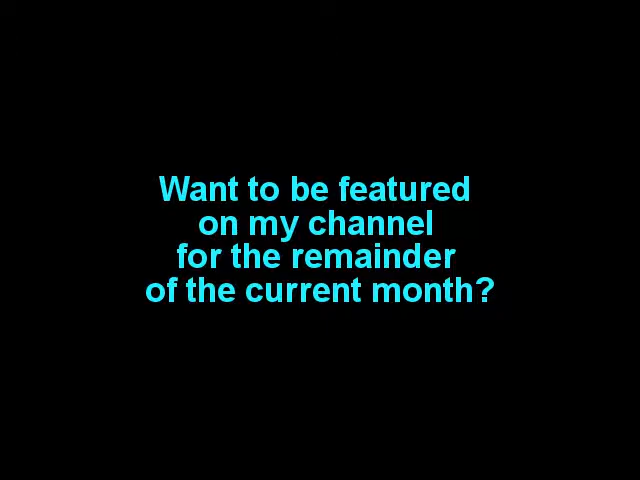 Want to be featured
on my channel
for the remainder
of the current month?